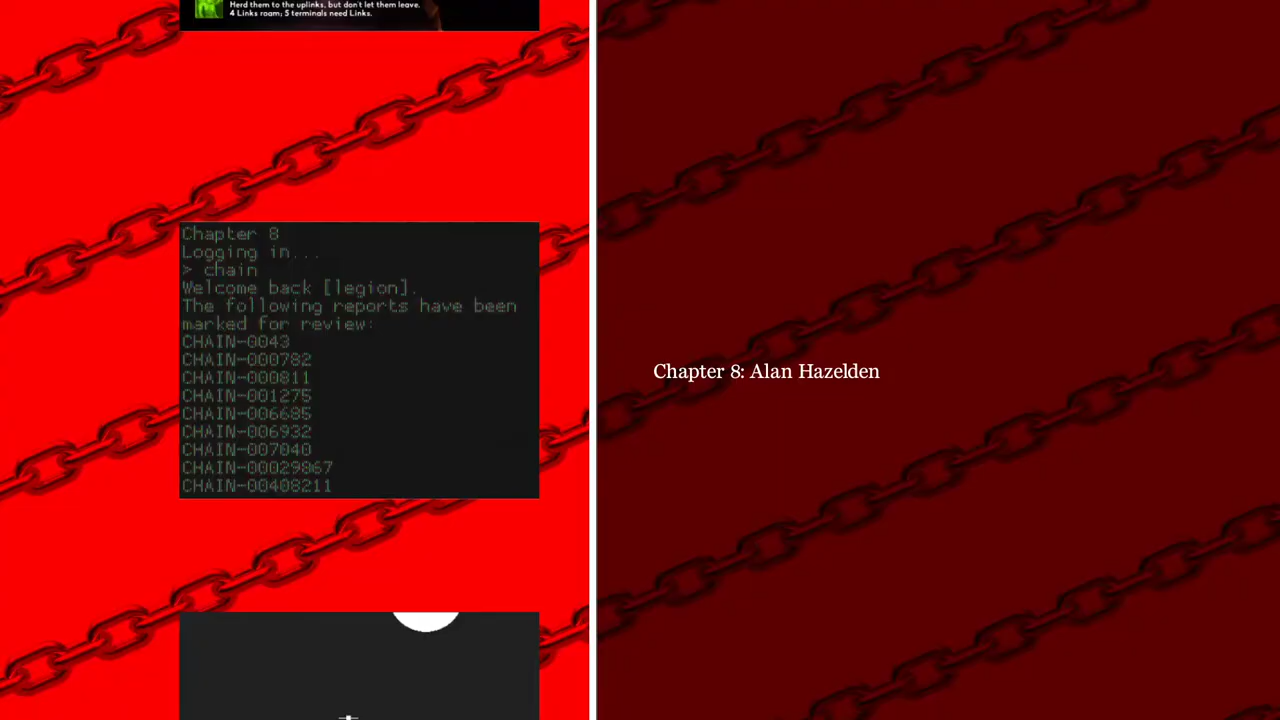 Herd them to the uplinks, but don't let them leave.
4 Links roam; 5 terminals need Links.
Chapter 8
Logging in...
> chain
Welcome back [legion].
The following reports have been
marked for review:
CHAIN-0043
CHAIN-000782
CHAIN-000811
CHAIN-001275
CHAIN-006685
CHAIN-006932
CHAIN-007040
CHAIN-00029867
CHAIN-00408211
Chapter 8: Alan Hazelden